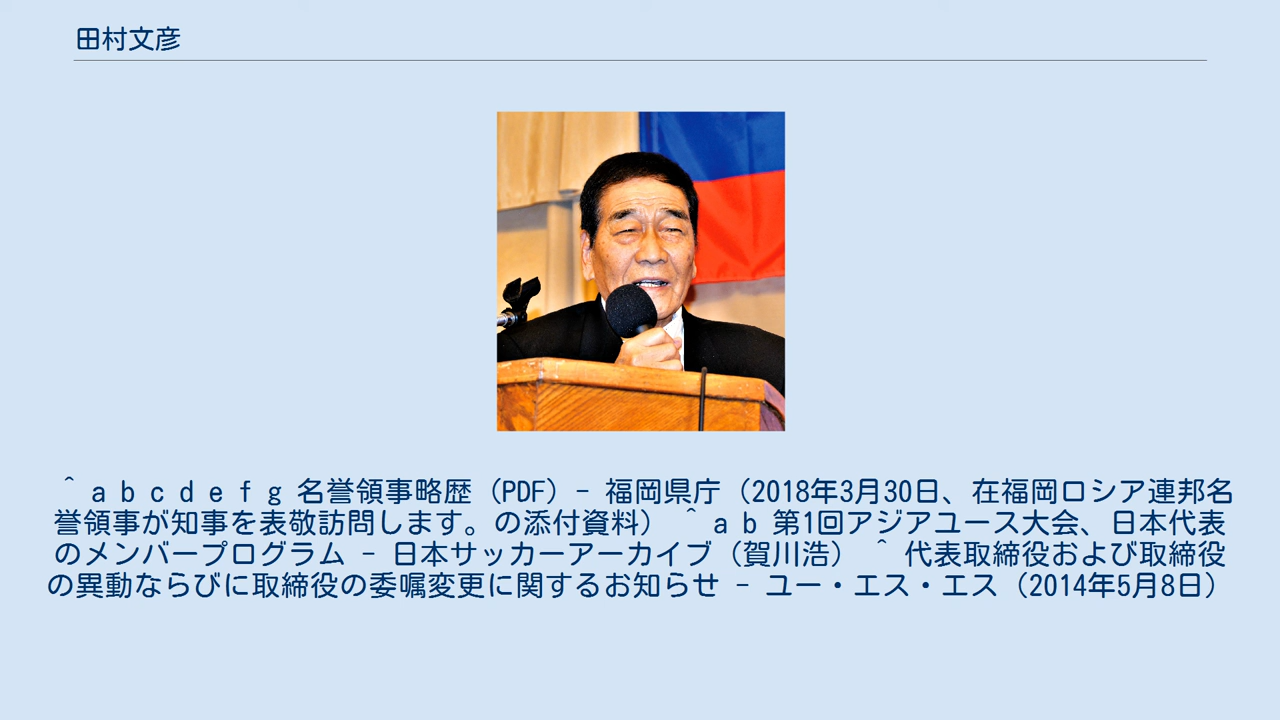 田村文彦
^ a b c d e f g 名誉領事略歴（PDF）- 福岡県庁（2018年3月30日、在福岡ロシア連邦名
誉領事が知事を表敬訪問します。の添付資料） ^ a b 第1回アジアユース大会、日本代表
のメンバープログラム - 日本サッカーアーカイブ（賀川浩） ^ 代表取締役および取締役
の異動ならびに取締役の委嘱変更に関するお知らせ - ユー・エス・エス（2014年5月8日）